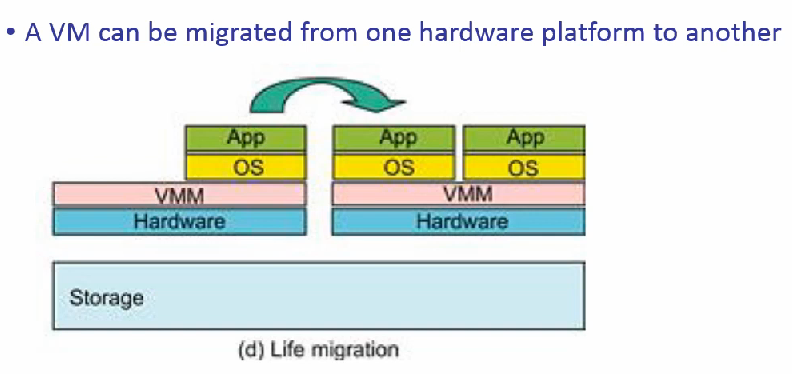 • A VM can be migrated from one hardware platform to another
App App App
OS OS OS
VMM VMM
Hardware Hardware
Storage
(d) Life migration